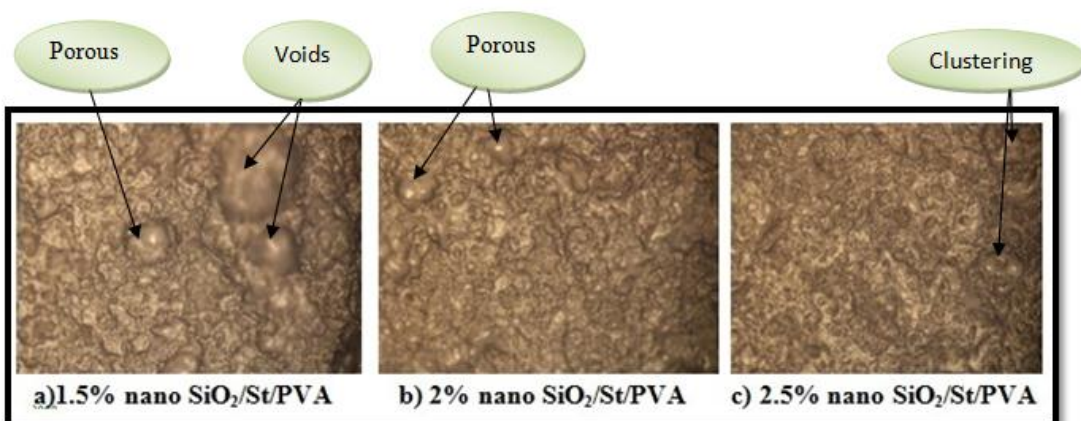 Porous
Voids
Porous
Clustering
a)1.5% nano SiO₂/St/PVA
b) 2% nano SiO₂/St/PVA
c) 2.5% nano SiO₂/St/PVA